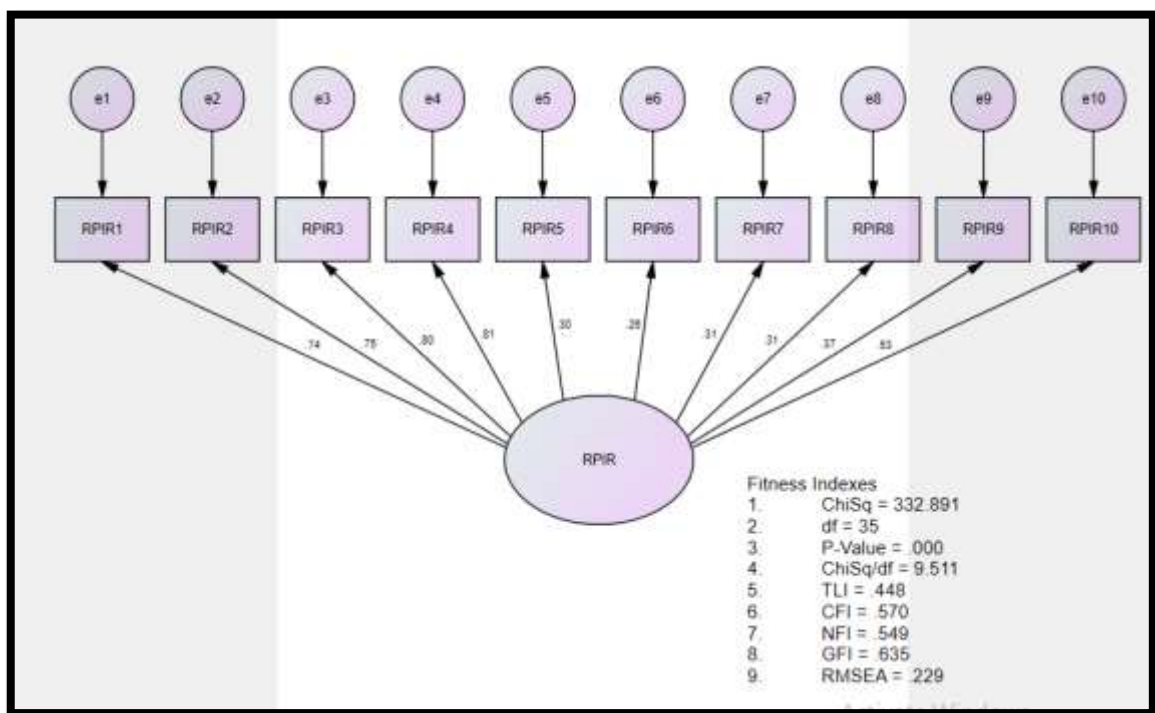 e1 e2 e3 e4 e5 e6 e7 e8 e9 e10
RPIR1 RPIR2 RPIR3 RPIR4 RPIR5 RPIR6 RPIR7 RPIR8 RPIR9 RPIR10
.74 .75 .80 .81 .30 .31 .31 .37
RPIR
Fitness Indexes
1. ChiSq = 332.891
2. df = 35
3. P-Value = .000
4. ChiSq/df = 9.511
5. TLI = .448
6. CFI = .570
7. NFI = .549
8. GFI = .635
9. RMSEA = .229